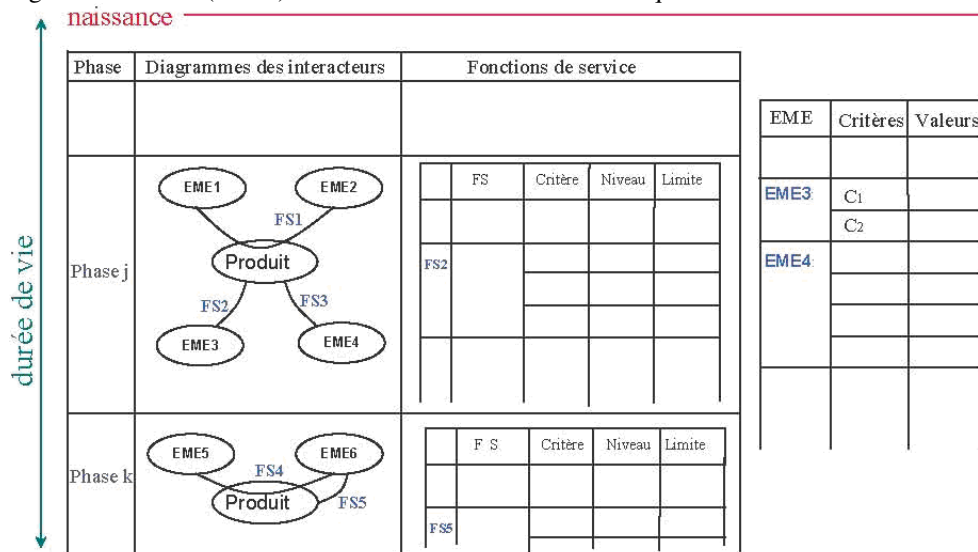 naissance
durée de vie
Phase Diagrammes des interacteurs Fonctions de service
Phase j
EME1 EME2
FS1
Produit
FS2 FS3
EME3 EME4
FS Critère Niveau Limite
FS2
Phase k
EME5 EME6
FS4
Produit FS5
F S Critère Niveau Limite
FS5
EME Critères Valeurs
EME3: C1
C2
EME4: